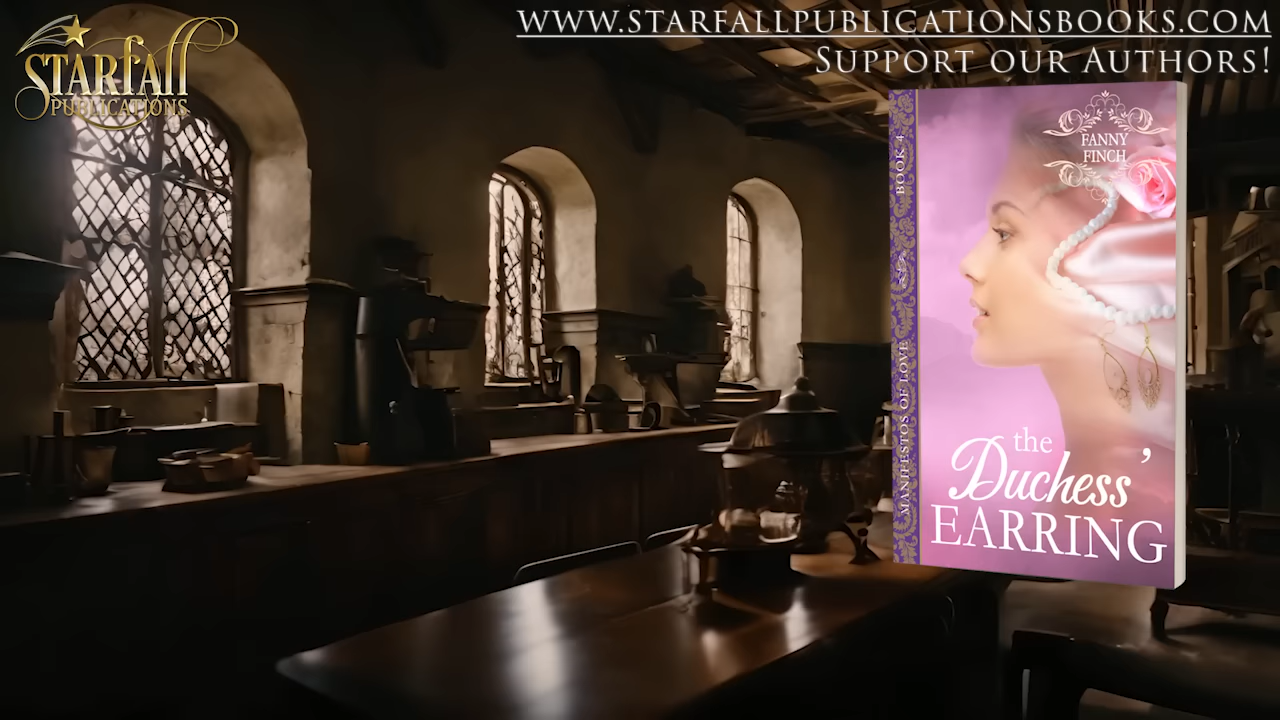 STARfall
PUBLICATIONS
WWW.STARFALLPUBLICATIONSBOOKS.COM
SUPPORT OUR AUTHORS!
BOOK 4
MANIFESTOS OF LOVE
FANNY
FINCH
the
Duchess'
EARRING